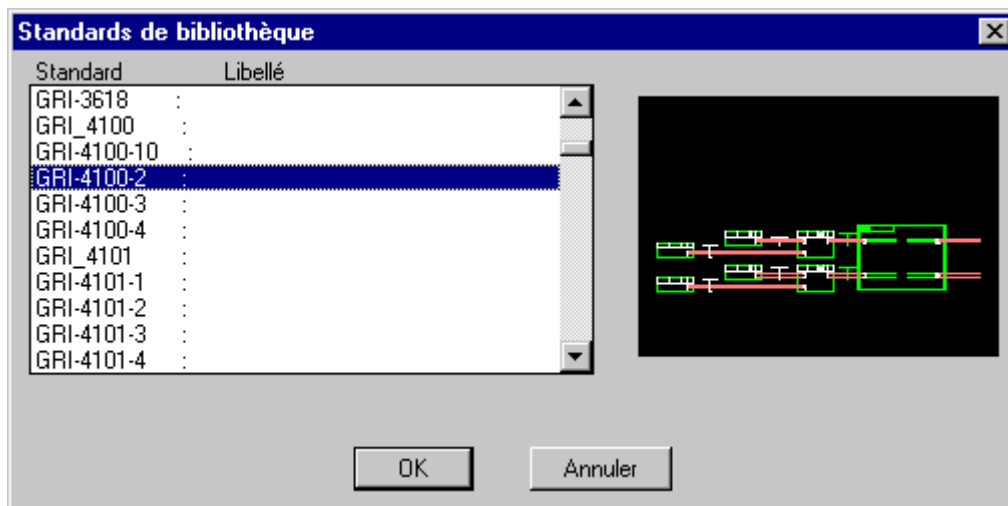 Standards de bibliothèque
Standard Libellé
GRI-3618 :
GRI_4100 :
GRI-4100-10 :
GRI-4100-2 :
GRI-4100-3 :
GRI-4100-4 :
GRI_4101 :
GRI-4101-1 :
GRI-4101-2 :
GRI-4101-3 :
GRI-4101-4 :
OK Annuler